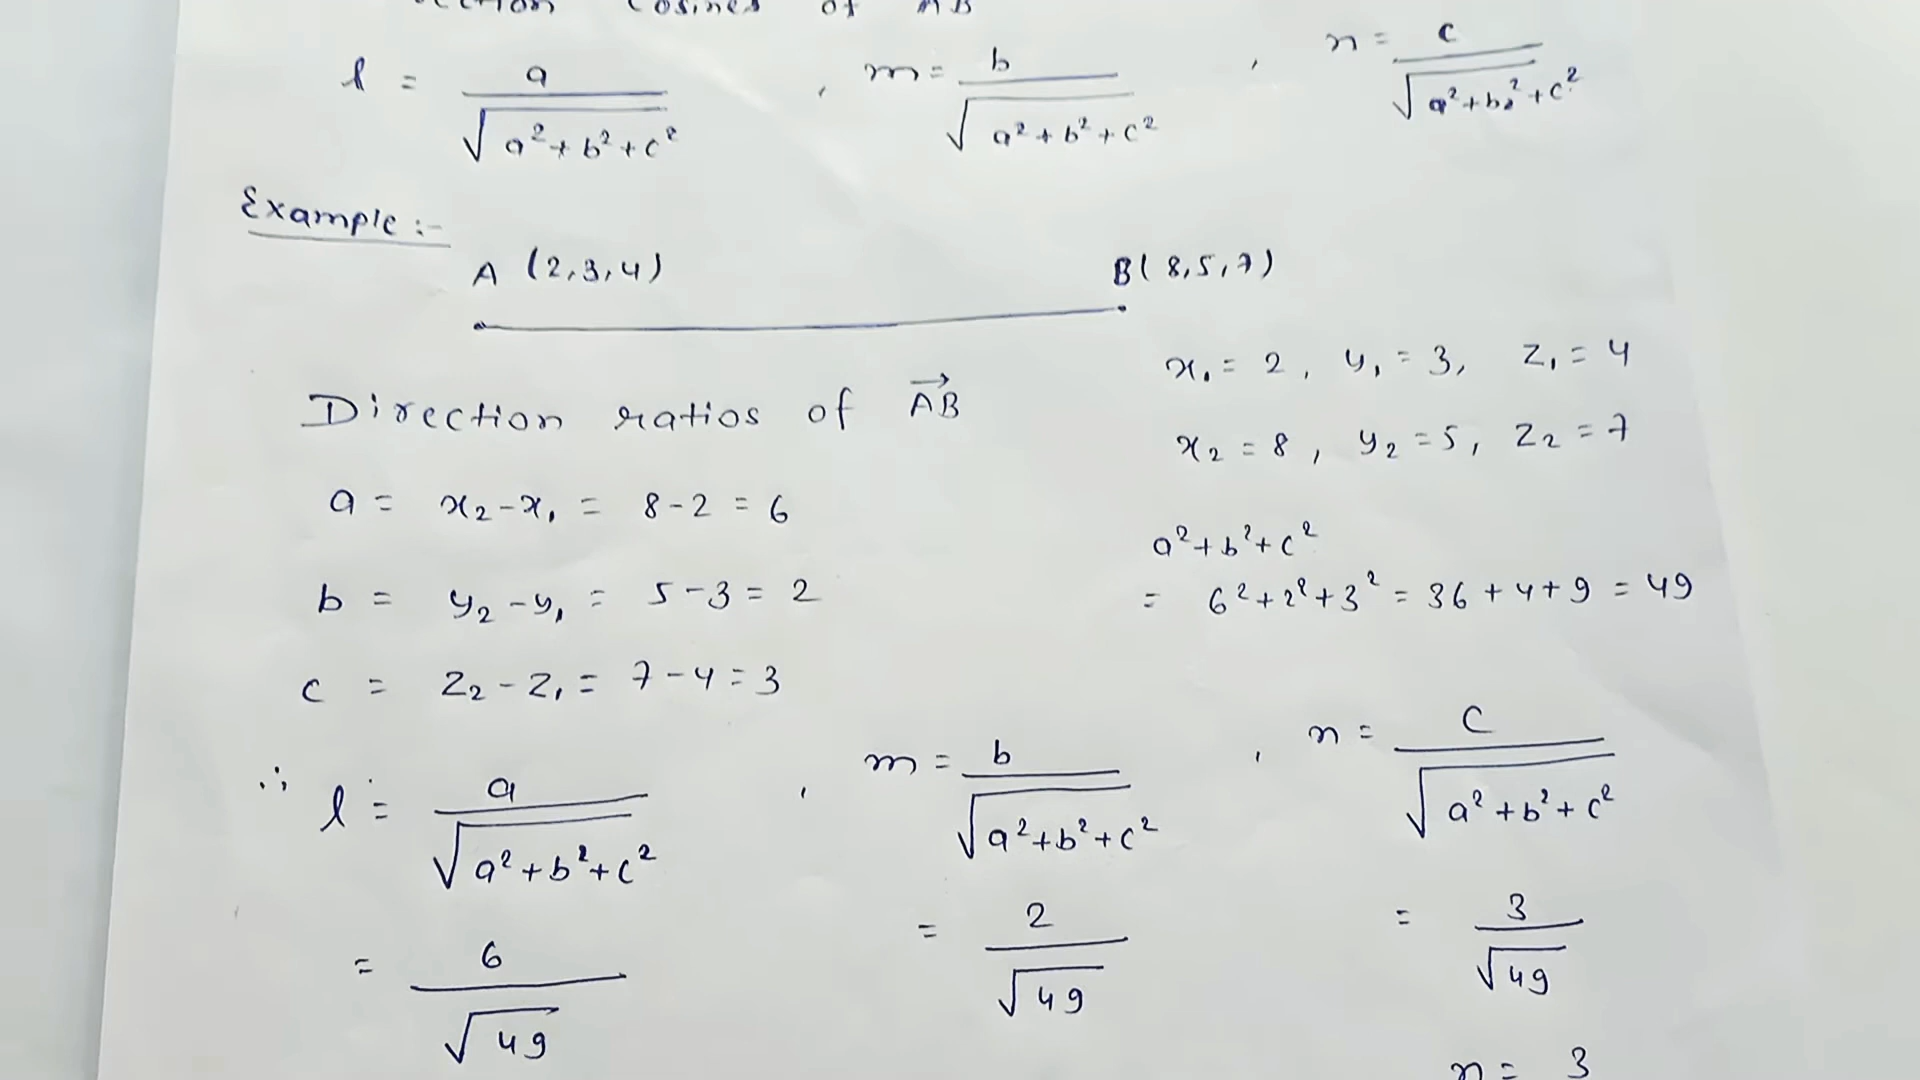 Cosines of AB
l = a / √(a²+b²+c²) , m = b / √(a²+b²+c²) , n = c / √(a²+b²+c²)
Example :-
A (2,3,4) B( 8,5,7)
x₁ = 2 , y₁ = 3, z₁ = 4
Direction ratios of AB→
x₂ = 8 , y₂ = 5, z₂ = 7
a = x₂-x₁ = 8-2 = 6
a²+b²+c²
b = y₂-y₁ = 5-3 = 2
= 6²+2²+3² = 36+4+9 = 49
c = z₂-z₁ = 7-4 = 3
∴ l = a / √(a²+b²+c²) , m = b / √(a²+b²+c²) , n = c / √(a²+b²+c²)
= 6 / √49 = 2 / √49 = 3 / √49
n = 3